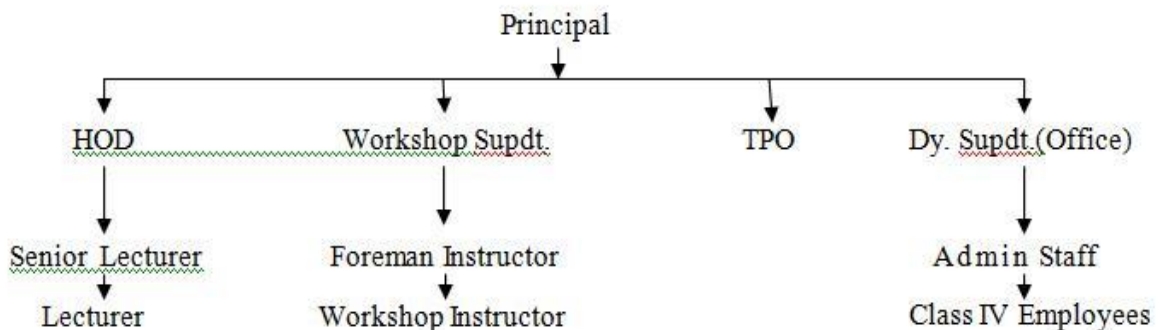 Principal
HOD Workshop Supdt. TPO Dy. Supdt.(Office)
Senior Lecturer Foreman Instructor Admin Staff
Lecturer Workshop Instructor Class IV Employees